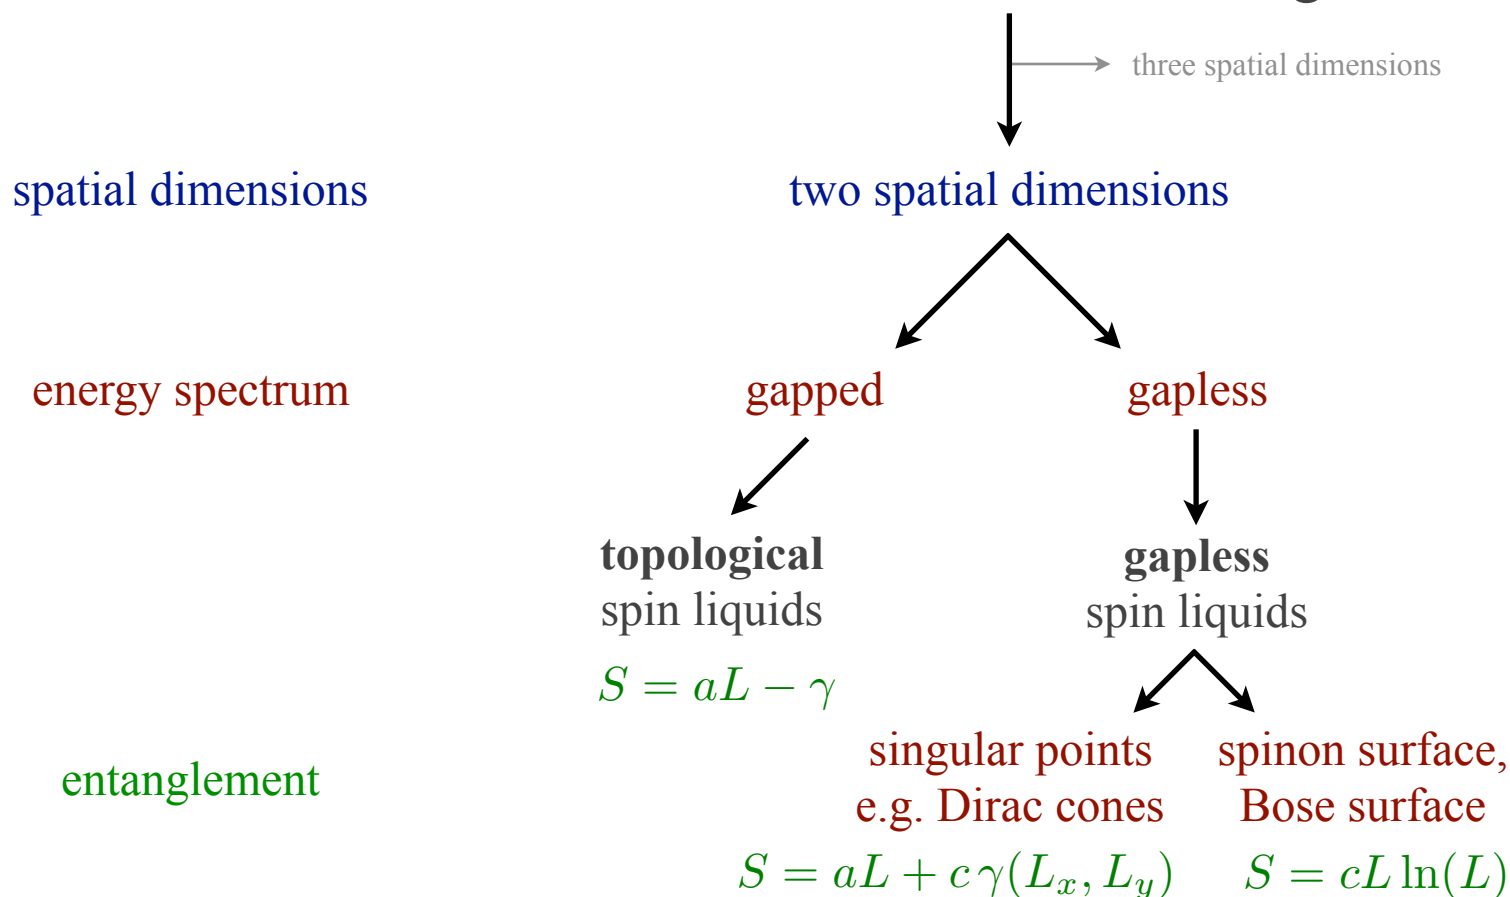 three spatial dimensions
spatial dimensions
two spatial dimensions
energy spectrum
gapped
gapless
topological
spin liquids
gapless
spin liquids
S = aL − γ
singular points
e.g. Dirac cones
spinon surface,
Bose surface
entanglement
S = aL + c γ(Lₓ, L_y)
S = cL ln(L)